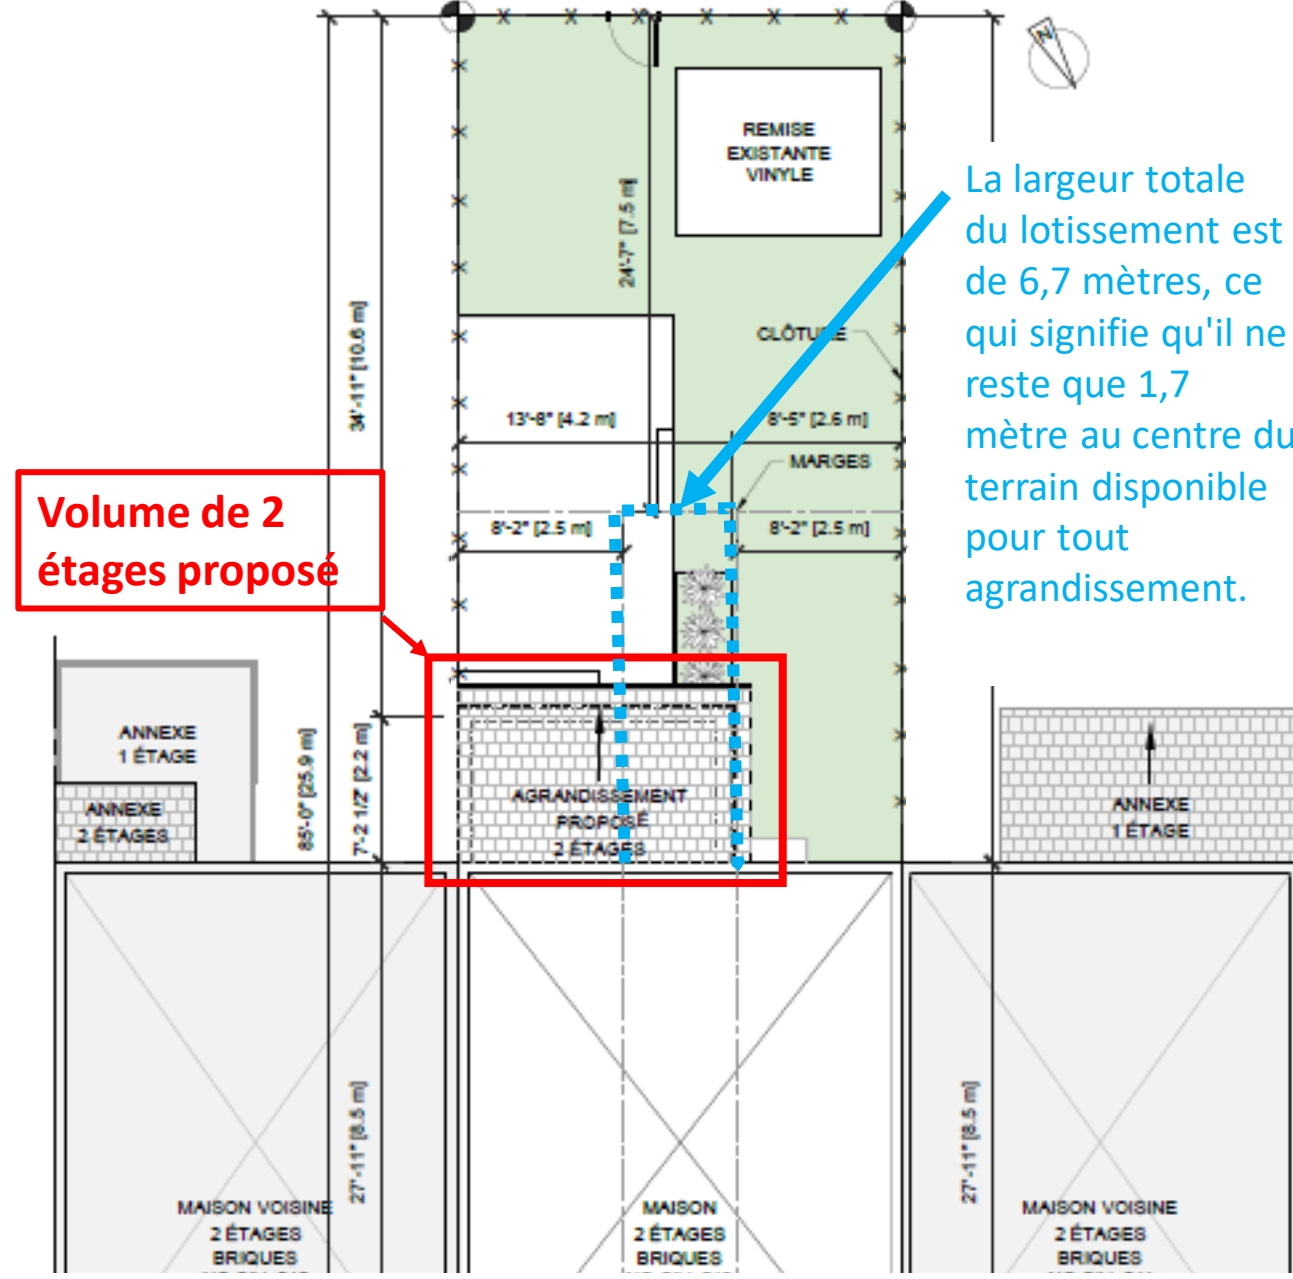 N
REMISE
EXISTANTE
VINYLE
24'-7" [7.5 m]
La largeur totale
du lotissement est
de 6,7 mètres, ce
qui signifie qu'il ne
reste que 1,7
mètre au centre du
terrain disponible
pour tout
agrandissement.
34'-11" [10.6 m]
CLÔTURE
13'-8" [4.2 m]
8'-5" [2.6 m]
MARGES
Volume de 2
étages proposé
8'-2" [2.5 m]
8'-2" [2.5 m]
ANNEXE
1 ÉTAGE
ANNEXE
2 ÉTAGES
85'-0" [25.9 m]
7'-2 1/2" [2.2 m]
AGRANDISSEMENT
PROPOSÉ
2 ÉTAGES
ANNEXE
1 ÉTAGE
27'-11" [8.5 m]
27'-11" [8.5 m]
MAISON VOISINE
2 ÉTAGES
BRIQUES
MAISON
2 ÉTAGES
BRIQUES
MAISON VOISINE
2 ÉTAGES
BRIQUES